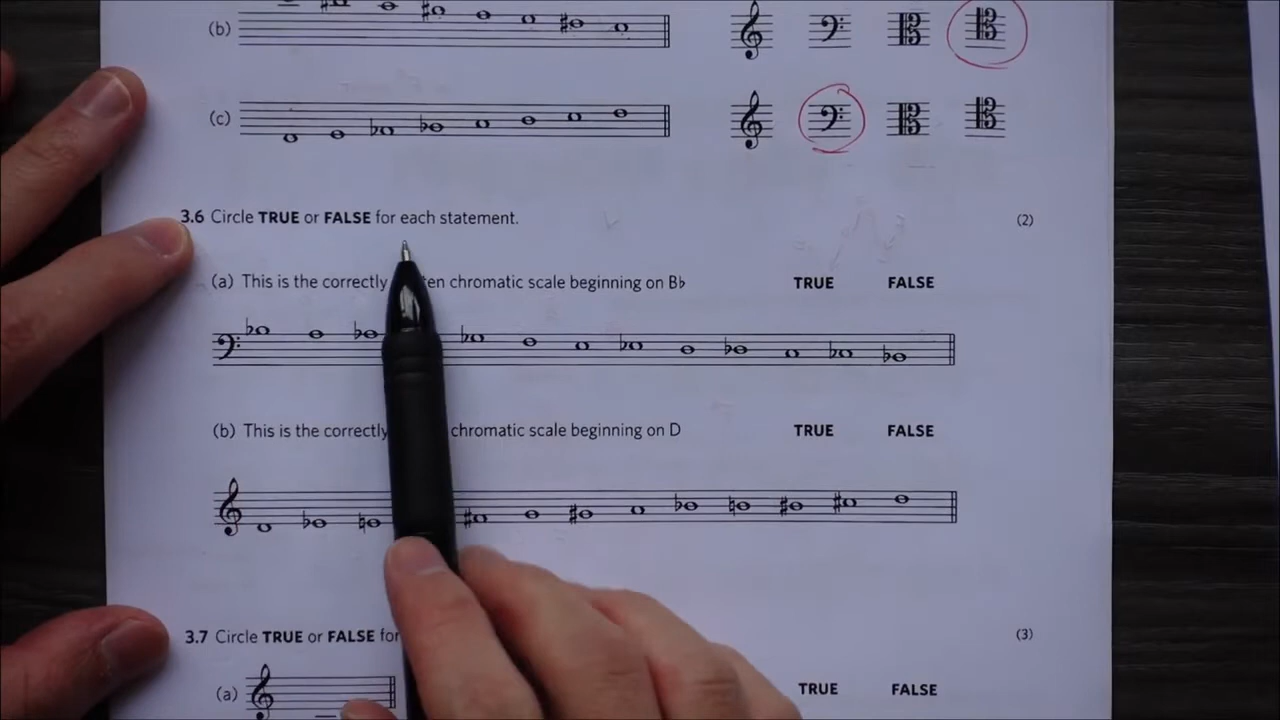 (b)
(c)
3.6 Circle TRUE or FALSE for each statement. (2)
(a) This is the correctly chromatic scale beginning on B♭ TRUE FALSE
(b) This is the correctly chromatic scale beginning on D TRUE FALSE
3.7 Circle TRUE or FALSE for (3)
(a) TRUE FALSE